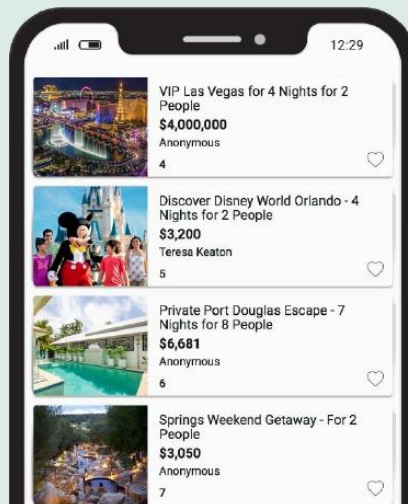 12:29
VIP Las Vegas for 4 Nights for 2
People
$4,000,000
Anonymous
4
Discover Disney World Orlando - 4
Nights for 2 People
$3,200
Teresa Keaton
5
Private Port Douglas Escape - 7
Nights for 8 People
$6,681
Anonymous
6
Springs Weekend Getaway - For 2
People
$3,050
Anonymous
7